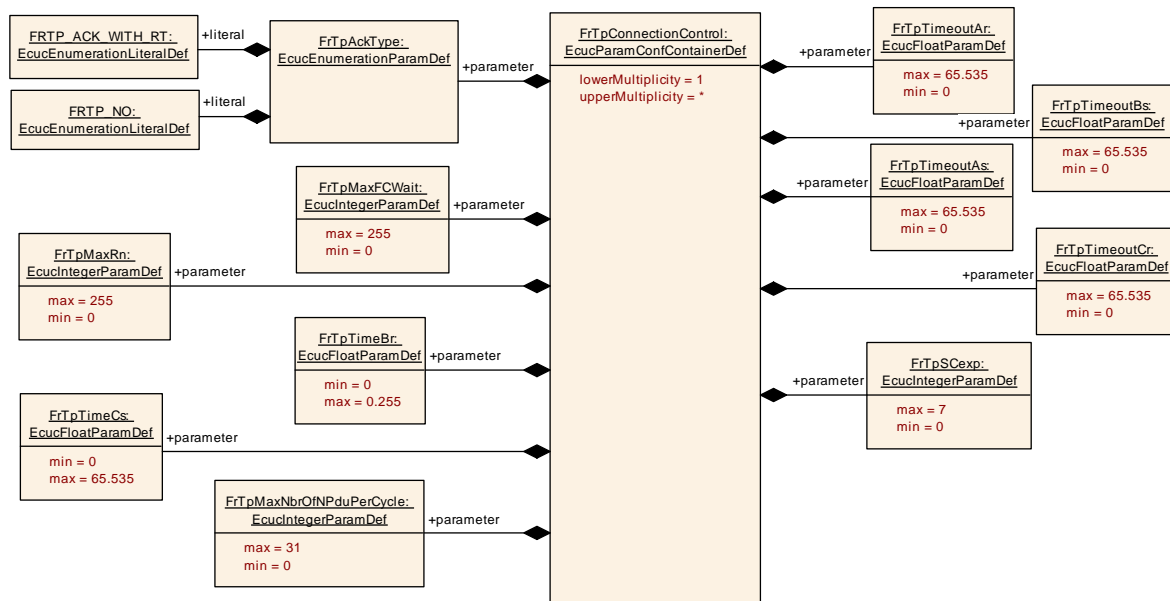 FRTP_ACK_WITH_RT:
EcucEnumerationLiteralDef
+literal
FrTpAckType:
EcucEnumerationParamDef
+parameter
FRTP_NO:
EcucEnumerationLiteralDef
+literal
FrTpConnectionControl:
EcucParamConfContainerDef
lowerMultiplicity = 1
upperMultiplicity = *
+parameter
FrTpTimeoutAr:
EcucFloatParamDef
max = 65.535
min = 0
+parameter
FrTpTimeoutBs:
EcucFloatParamDef
max = 65.535
min = 0
+parameter
FrTpTimeoutAs:
EcucFloatParamDef
max = 65.535
min = 0
FrTpMaxFCWait:
EcucIntegerParamDef
max = 255
min = 0
+parameter
FrTpMaxRn:
EcucIntegerParamDef
max = 255
min = 0
+parameter
+parameter
FrTpTimeoutCr:
EcucFloatParamDef
max = 65.535
min = 0
FrTpTimeBr:
EcucFloatParamDef
min = 0
max = 0.255
+parameter
+parameter
FrTpSCexp:
EcucIntegerParamDef
max = 7
min = 0
FrTpTimeCs:
EcucFloatParamDef
min = 0
max = 65.535
+parameter
FrTpMaxNbrOfNPduPerCycle:
EcucIntegerParamDef
max = 31
min = 0
+parameter